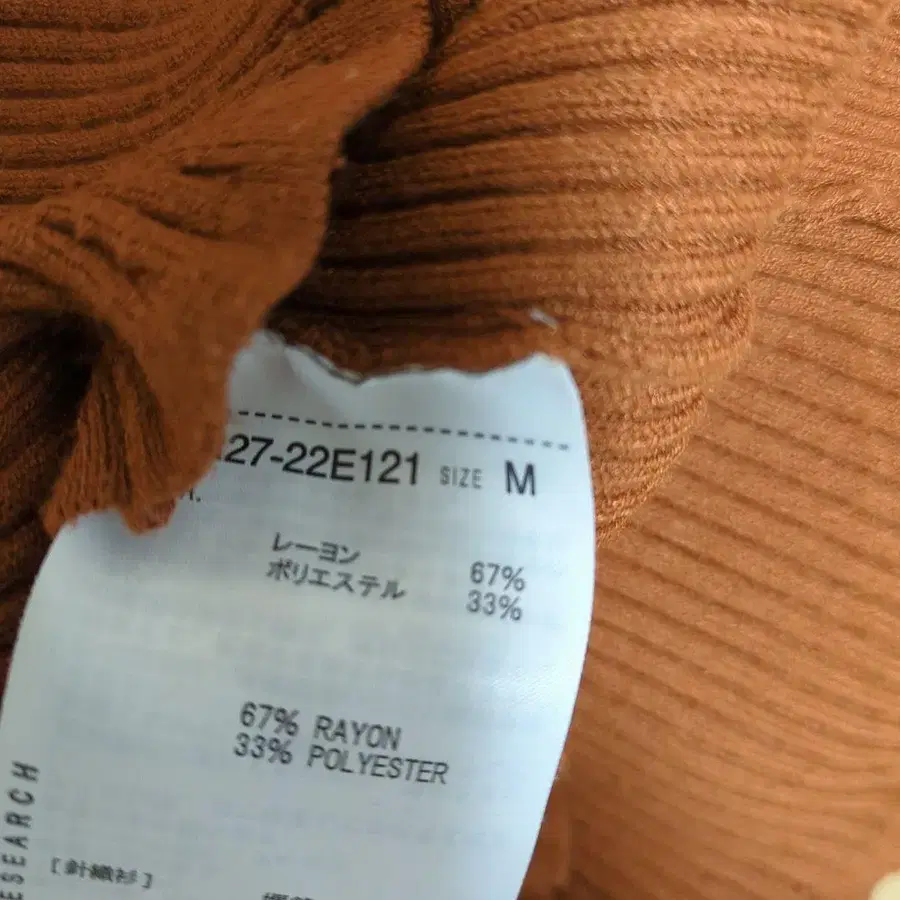 27-22E121 SIZE M
レーヨン 67%
ポリエステル 33%
67% RAYON
33% POLYESTER
ESEARCH
[針織衫]